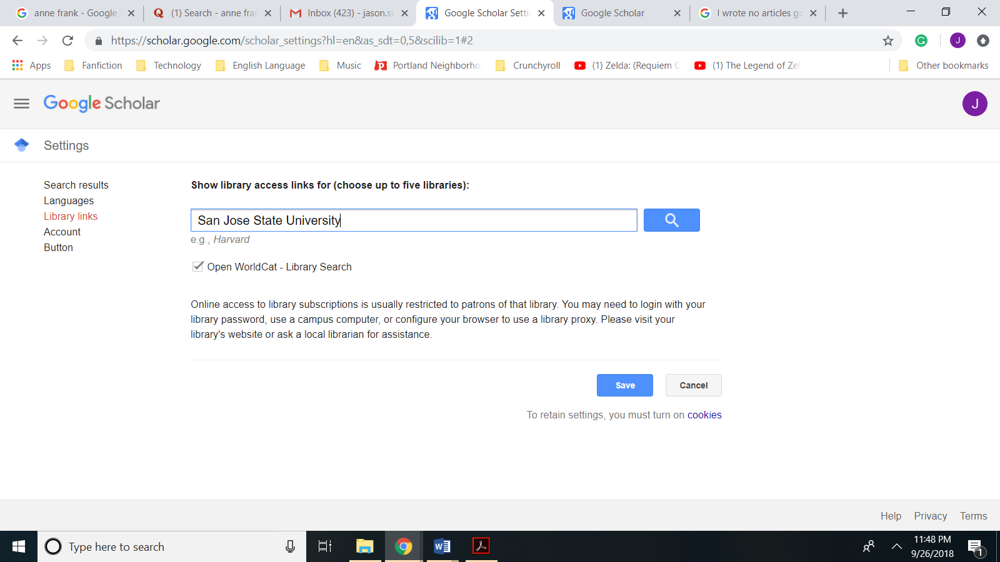 anne frank - Google
(1) Search - anne fra
Inbox (423) - jason.s
Google Scholar Setti
Google Scholar
I wrote no articles go
https://scholar.google.com/scholar_settings?hl=en&as_sdt=0,5&scilib=1#2
J
Apps
Fanfiction
Technology
English Language
Music
Portland Neighborho
Crunchyroll
(1) Zelda: (Requiem
(1) The Legend of Zel
Other bookmarks
Google Scholar
J
Settings
Search results
Languages
Library links
Account
Button
Show library access links for (choose up to five libraries):
San Jose State University
e.g., Harvard
Open WorldCat - Library Search
Online access to library subscriptions is usually restricted to patrons of that library. You may need to login with your
library password, use a campus computer, or configure your browser to use a library proxy. Please visit your
library's website or ask a local librarian for assistance.
Save
Cancel
To retain settings, you must turn on cookies
Help
Privacy
Terms
Type here to search
11:48 PM
9/26/2018
1